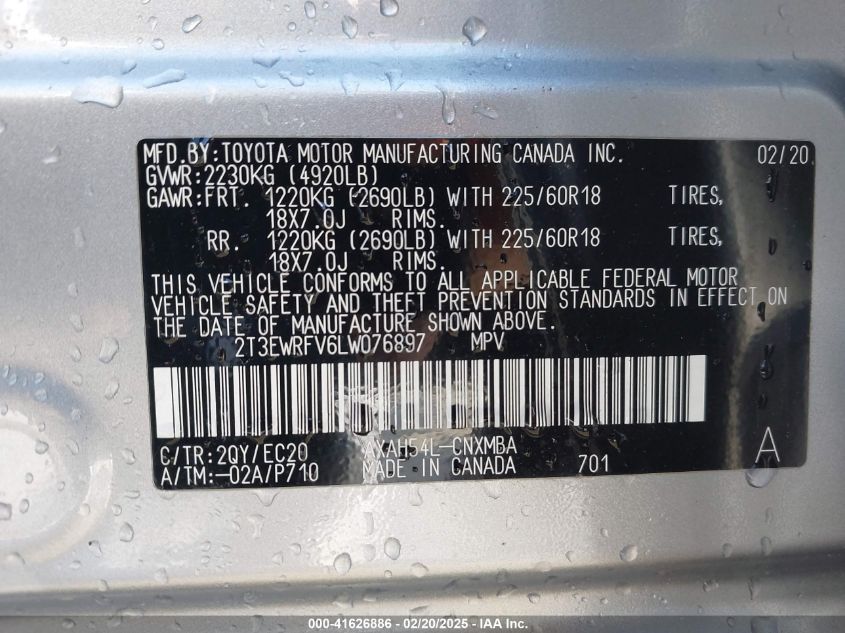 MFD.BY:TOYOTA MOTOR MANUFACTURING CANADA INC. 02/20
GVWR:2230KG (4920LB)
GAWR:FRT. 1220KG (2690LB) WITH 225/60R18 TIRES,
18X7.0J RIMS.
RR. 1220KG (2690LB) WITH 225/60R18 TIRES,
18X7.0J RIMS.
THIS VEHICLE CONFORMS TO ALL APPLICABLE FEDERAL MOTOR
VEHICLE SAFETY AND THEFT PREVENTION STANDARDS IN EFFECT ON
THE DATE OF MANUFACTURE SHOWN ABOVE.
2T3EWRFV6LW076897 MPV
C/TR:2QY/EC20 AXAH54L-CNXMBA
A/TM:-02A/P710 MADE IN CANADA 701 A
000-41626886 - 02/20/2025 - IAA Inc.